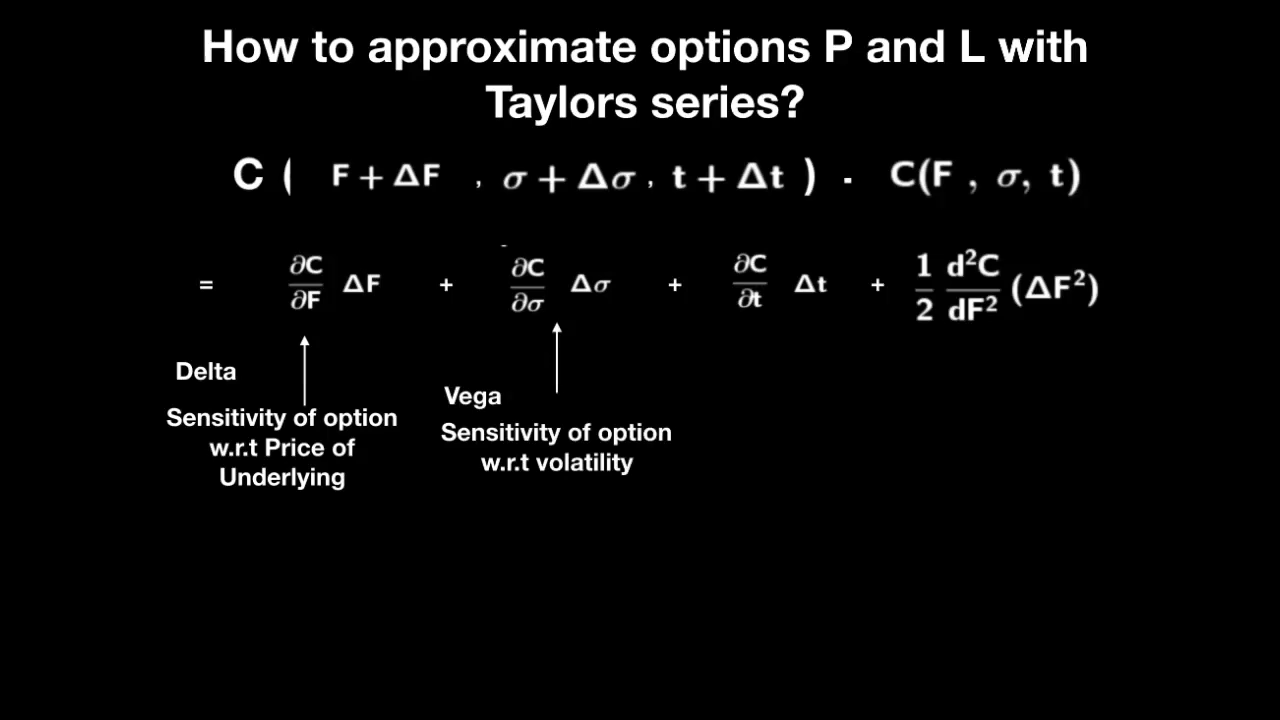 How to approximate options P and L with
Taylors series?
C ( F + ΔF , σ + Δσ , t + Δt ) - C(F , σ, t)
= ∂C/∂F ΔF + ∂C/∂σ Δσ + ∂C/∂t Δt + 1/2 d²C/dF² (ΔF²)
Delta
Sensitivity of option
w.r.t Price of
Underlying
Vega
Sensitivity of option
w.r.t volatility